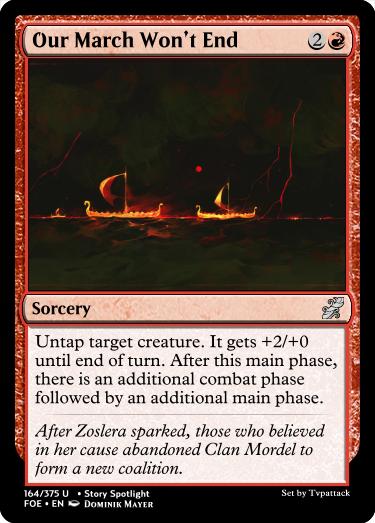 Our March Won't End 2
Sorcery
Untap target creature. It gets +2/+0
until end of turn. After this main phase,
there is an additional combat phase
followed by an additional main phase.
After Zoslera sparked, those who believed
in her cause abandoned Clan Mordel to
form a new coalition.
164/375 U • Story Spotlight
FOE • EN Dominik Mayer
Set by Tvpattack